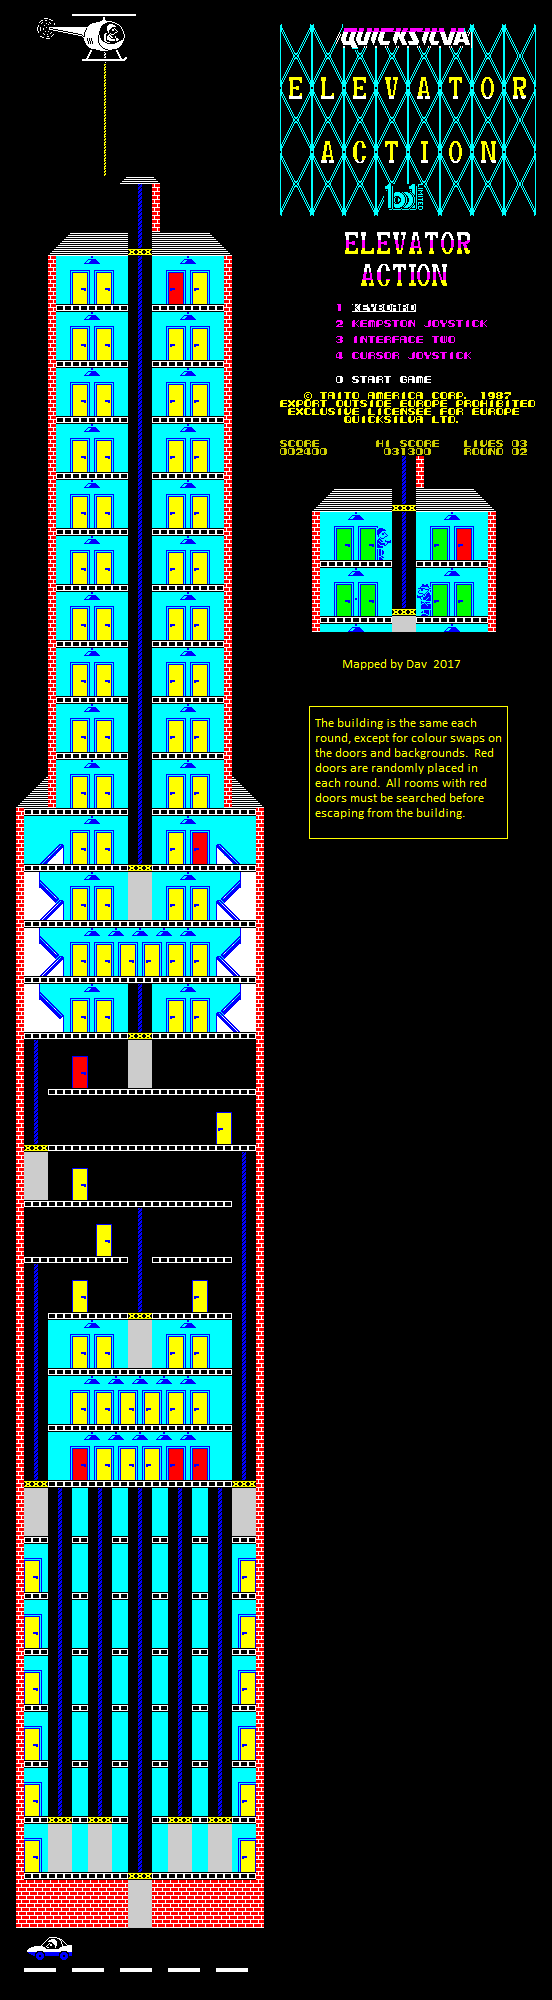 QUICKSILVA
ELEVATOR
ACTION
1001
LIMITED
ELEVATOR
ACTION
1 KEYBOARD
2 KEMPSTON JOYSTICK
3 INTERFACE TWO
4 CURSOR JOYSTICK
0 START GAME
© TAITO AMERICA CORP. 1987
EXPORT OUTSIDE EUROPE PROHIBITED
EXCLUSIVE LICENSEE FOR EUROPE
QUICKSILVA LTD.
SCORE HI SCORE LIVES 03
002400 031300 ROUND 02
Mapped by Dav 2017
The building is the same each
round, except for colour swaps on
the doors and backgrounds. Red
doors are randomly placed in
each round. All rooms with red
doors must be searched before
escaping from the building.